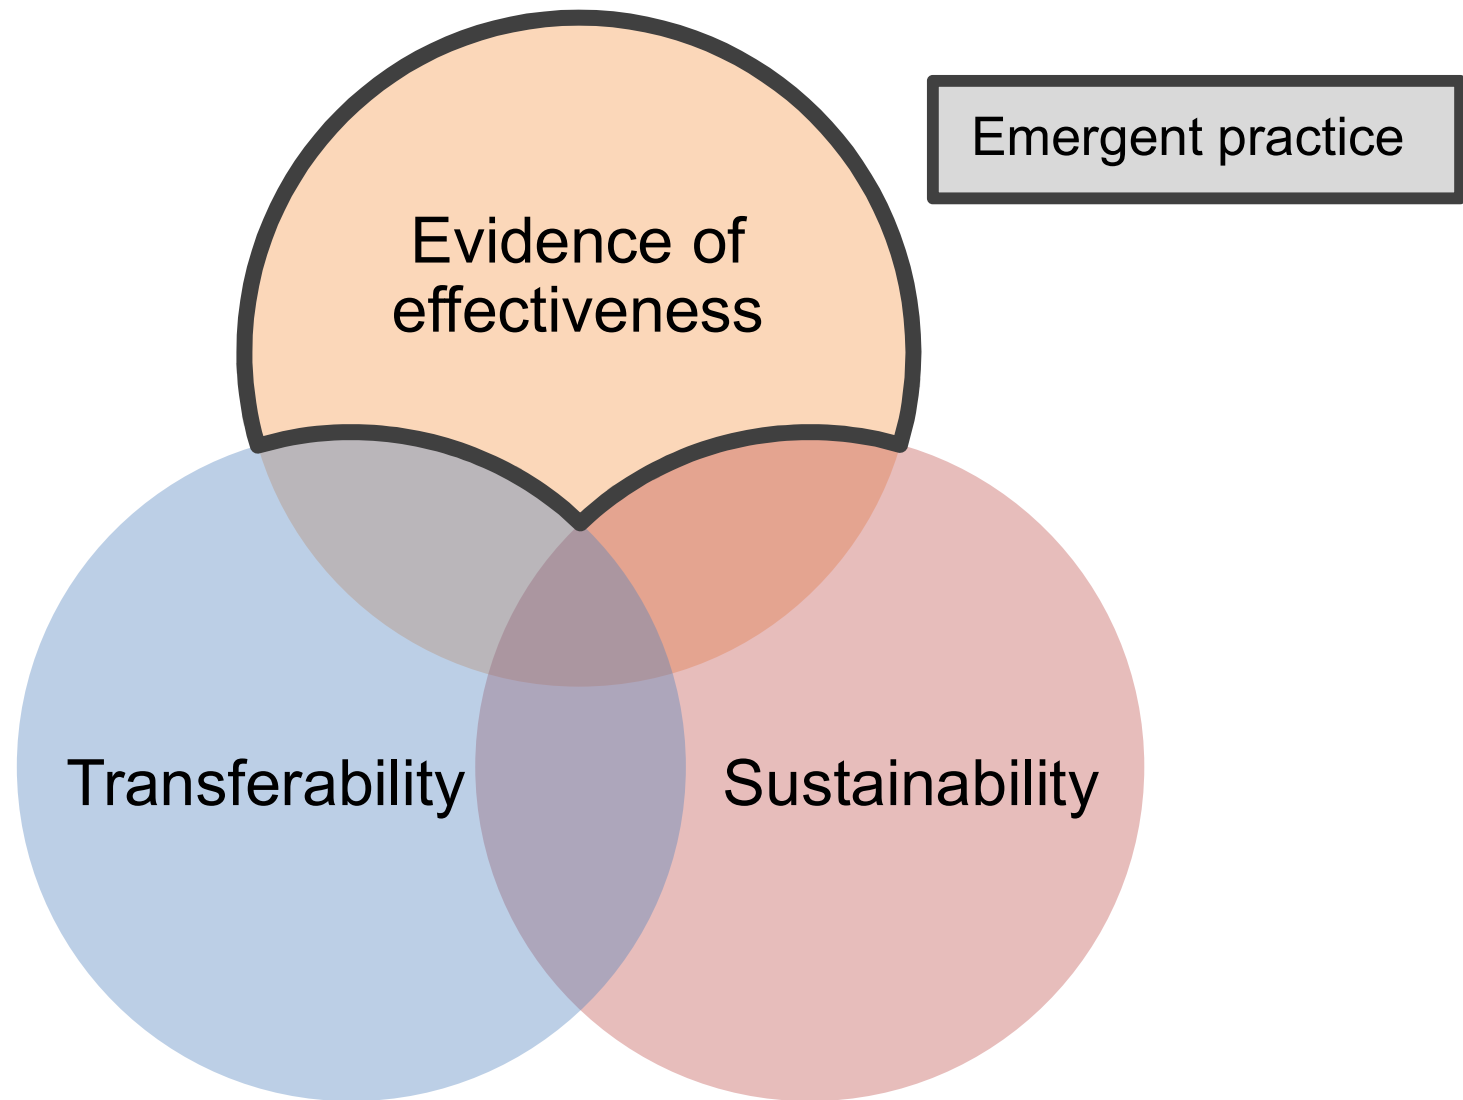 Emergent practice
Evidence of
effectiveness
Transferability
Sustainability